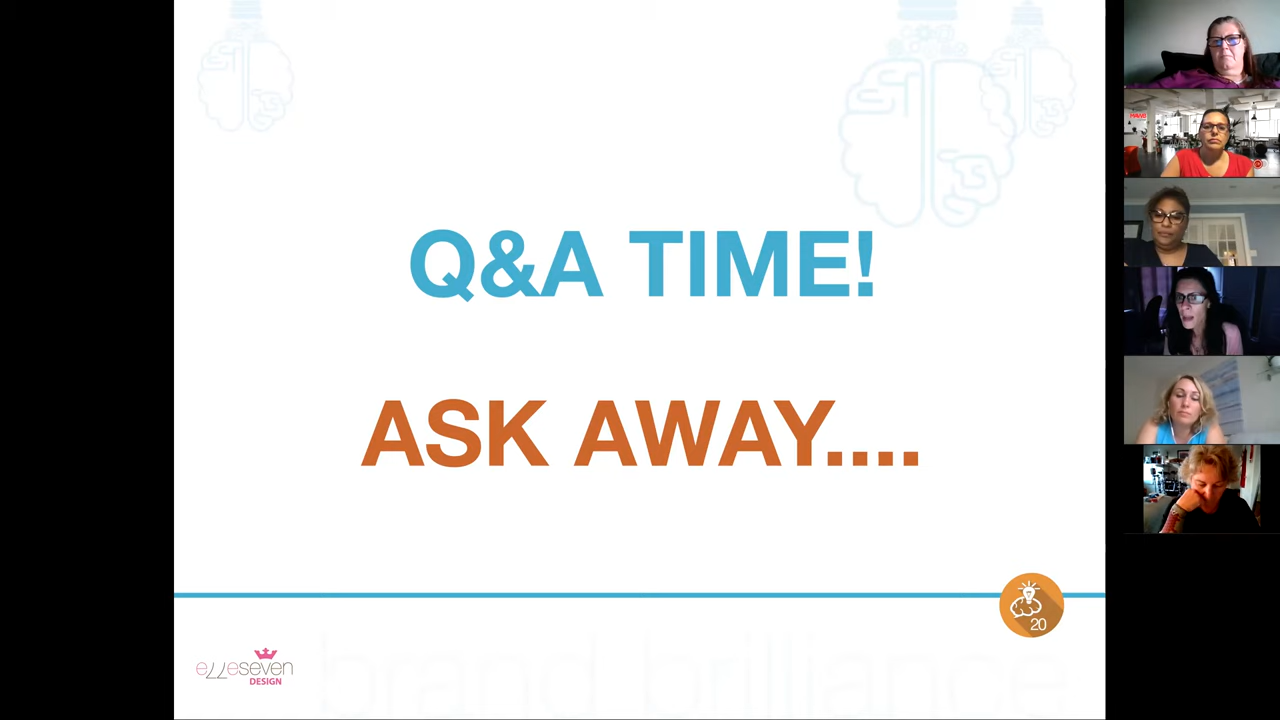 Q&A TIME!
ASK AWAY....
20
elleseven
DESIGN
brand brilliance